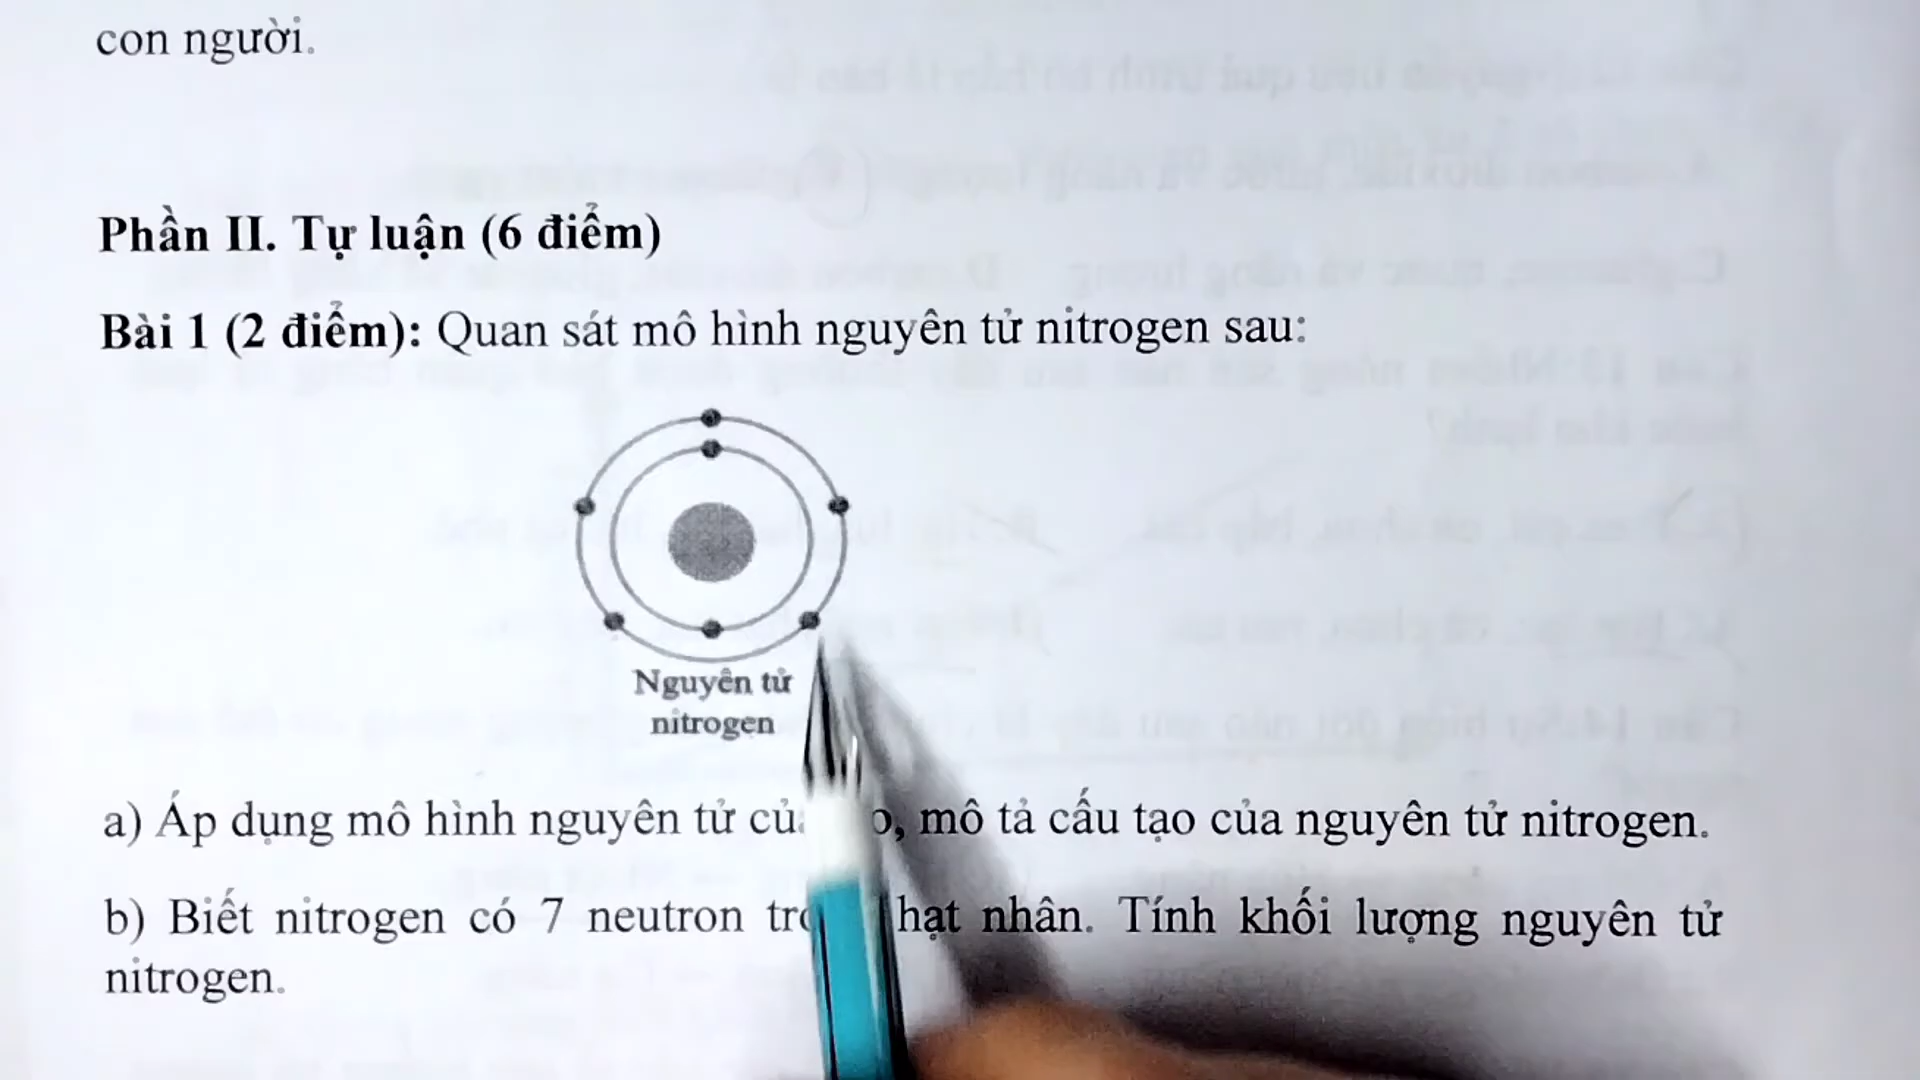 con người.
Phần II. Tự luận (6 điểm)
Bài 1 (2 điểm): Quan sát mô hình nguyên tử nitrogen sau:
Nguyên tử
nitrogen
a) Áp dụng mô hình nguyên tử mô tả cấu tạo của nguyên tử nitrogen.
b) Biết nitrogen có 7 neutron hạt nhân. Tính khối lượng nguyên tử
nitrogen.